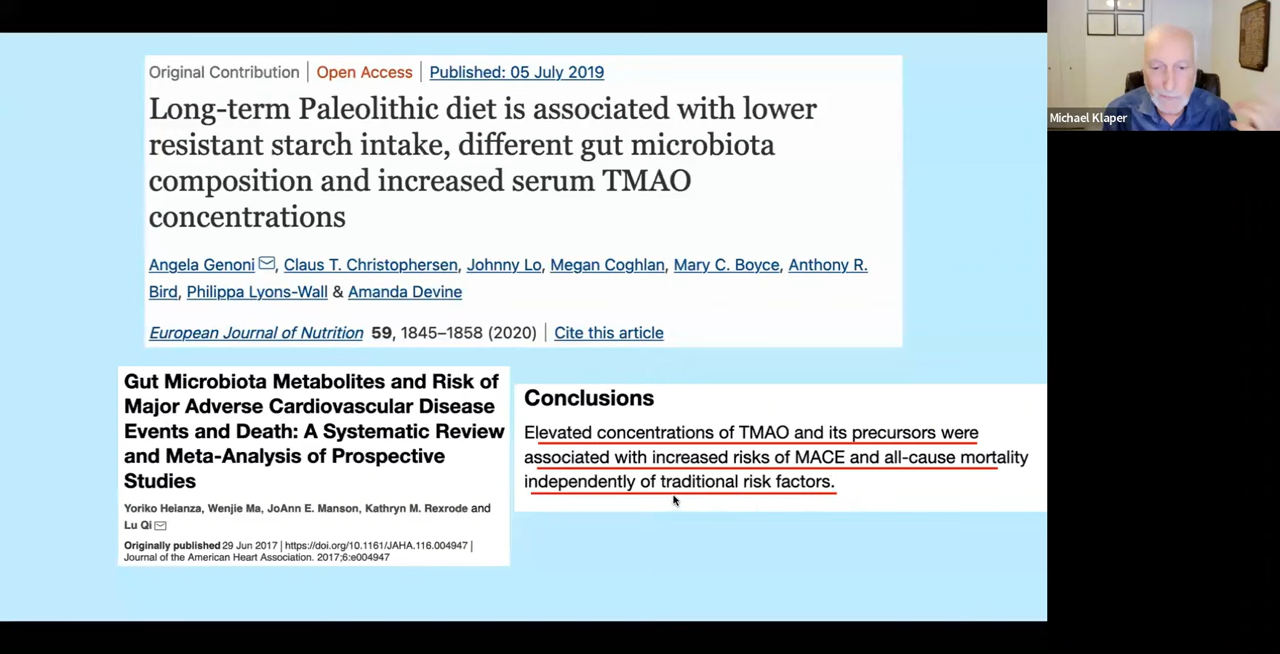 Original Contribution | Open Access | Published: 05 July 2019
Long-term Paleolithic diet is associated with lower
resistant starch intake, different gut microbiota
composition and increased serum TMAO
concentrations
Angela Genoni, Claus T. Christophersen, Johnny Lo, Megan Coghlan, Mary C. Boyce, Anthony R.
Bird, Philippa Lyons-Wall & Amanda Devine
European Journal of Nutrition 59, 1845–1858 (2020) | Cite this article
Gut Microbiota Metabolites and Risk of
Major Adverse Cardiovascular Disease
Events and Death: A Systematic Review
and Meta-Analysis of Prospective
Studies
Yoriko Heianza, Wenjie Ma, JoAnn E. Manson, Kathryn M. Rexrode and
Lu Qi
Originally published 29 Jun 2017 | https://doi.org/10.1161/JAHA.116.004947 |
Journal of the American Heart Association. 2017;6:e004947
Conclusions
Elevated concentrations of TMAO and its precursors were
associated with increased risks of MACE and all-cause mortality
independently of traditional risk factors.
Michael Klaper